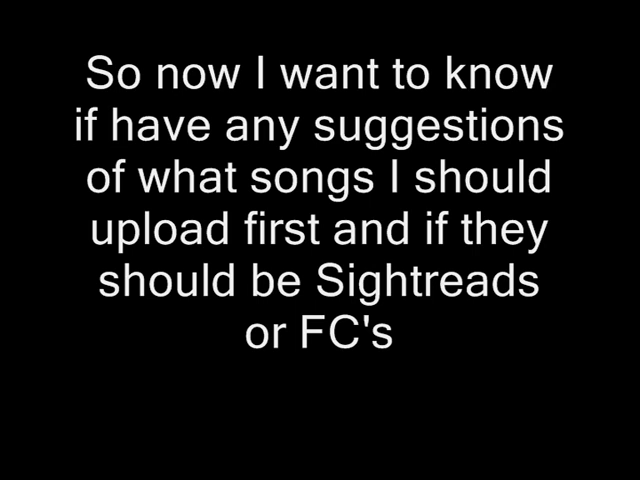 So now I want to know
if have any suggestions
of what songs I should
upload first and if they
should be Sightreads
or FC's